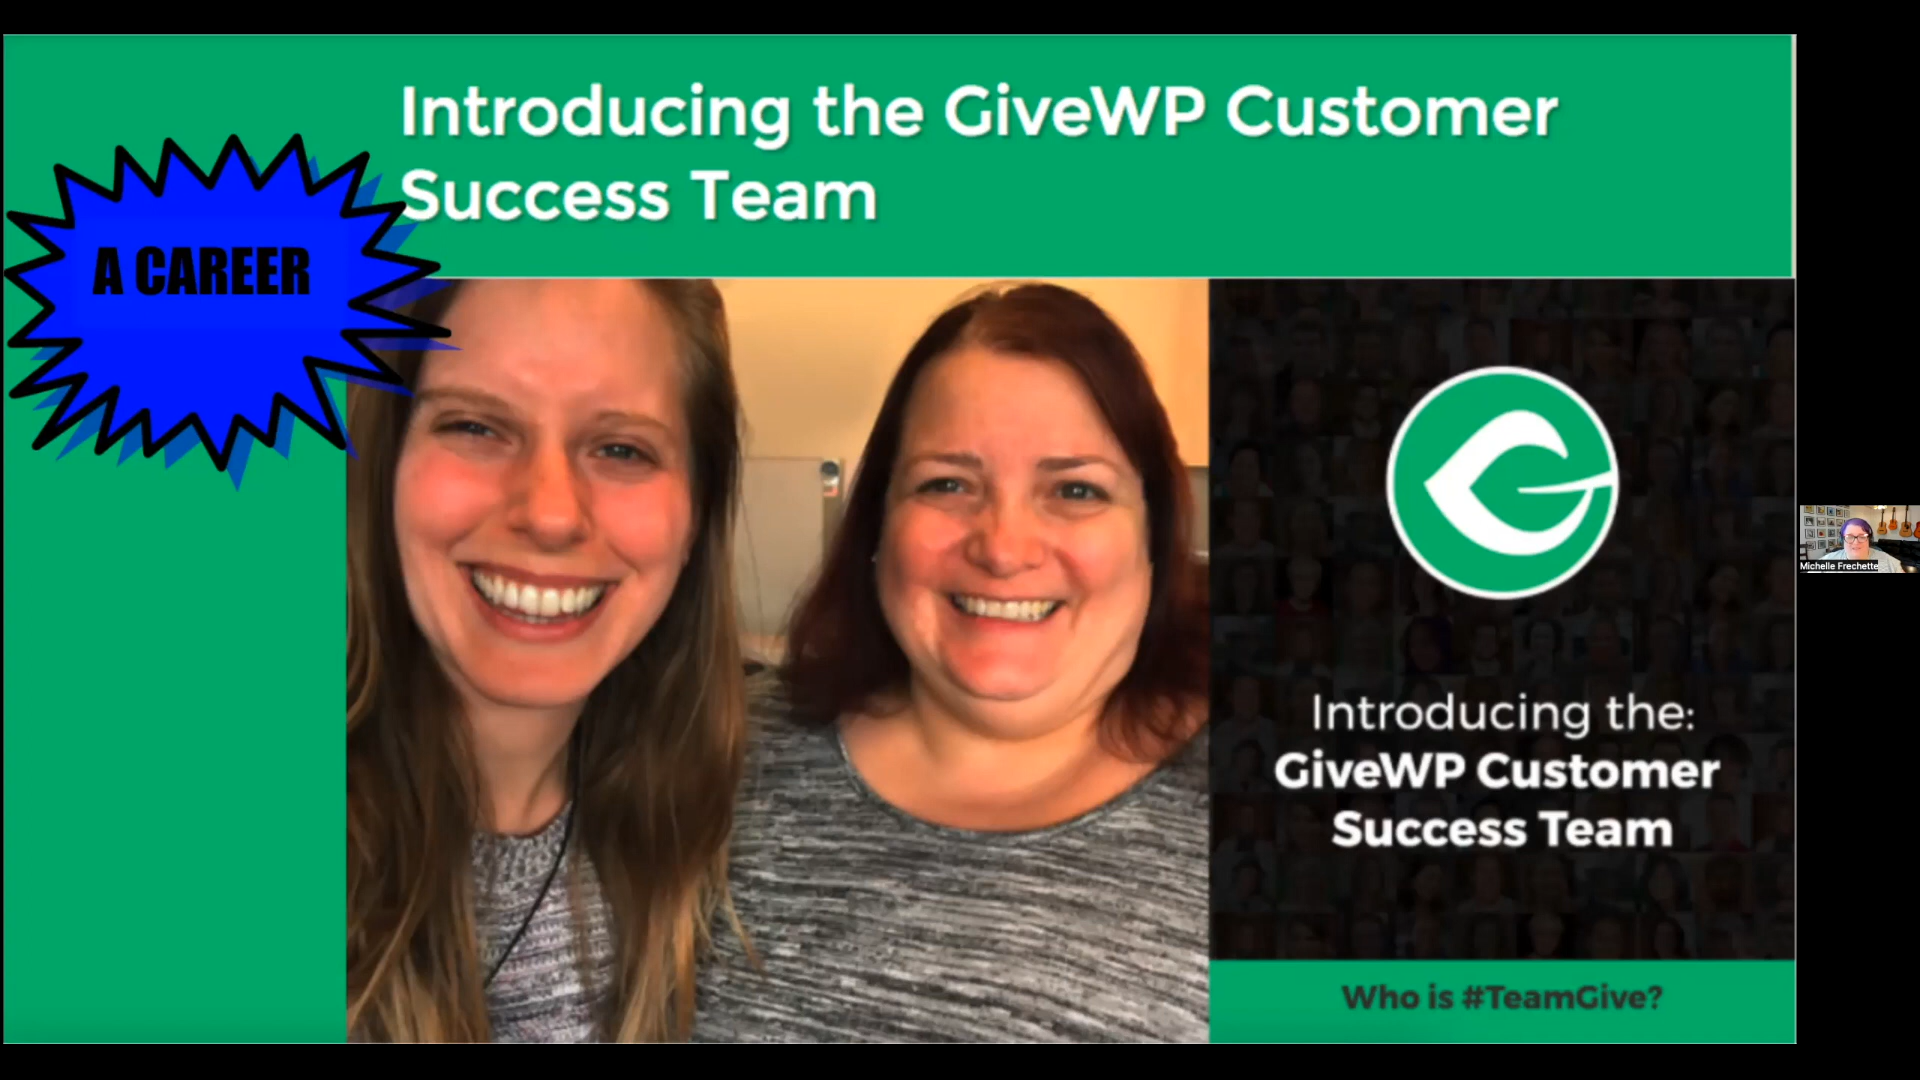 Introducing the GiveWP Customer
Success Team
A CAREER
Introducing the:
GiveWP Customer
Success Team
Who is #TeamGive?
Michelle Frechette